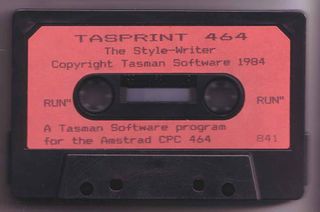 TASPRINT 464
The Style-Writer
Copyright Tasman Software 1984
RUN" RUN"
A Tasman Software program
for the Amstrad CPC 464 841